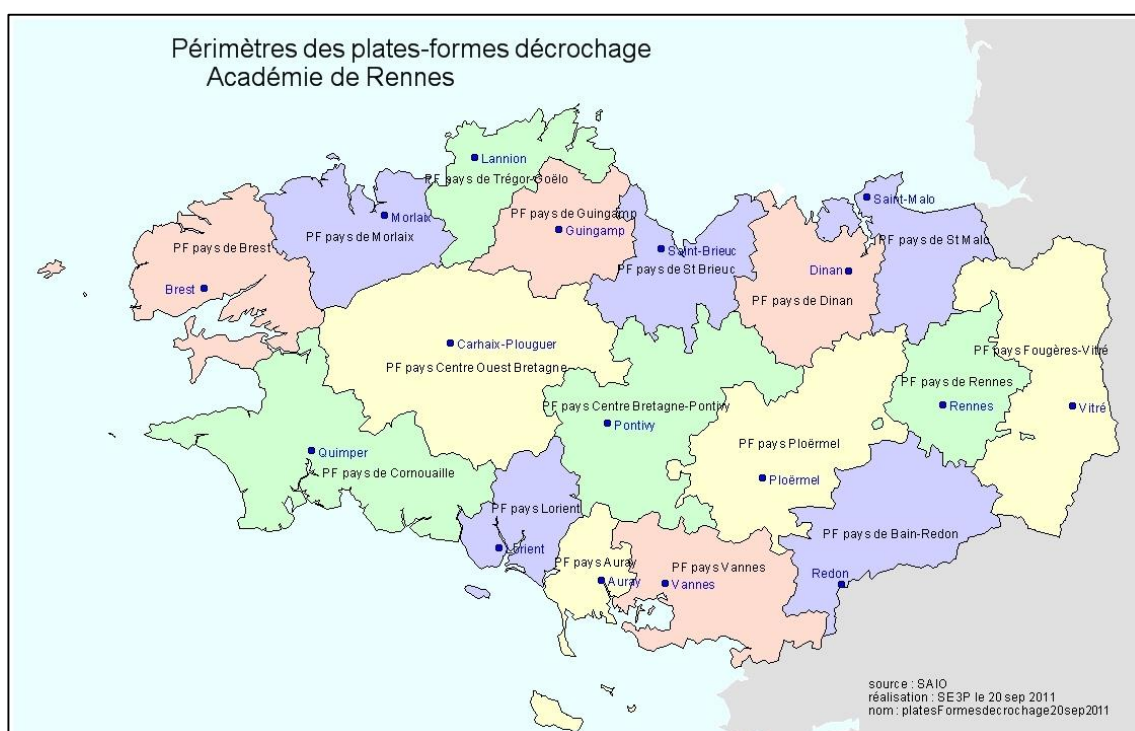 Périmètres des plates-formes décrochage
Académie de Rennes
Lannion
PF pays de Trégor-Goëlo
Saint-Malo
Morlaix
PF pays de Guingamp
Guingamp
PF pays de Morlaix
PF pays de St Malo
PF pays de Brest
Saint-Brieuc
PF pays de St Brieuc
Dinan
Brest
PF pays de Dinan
Carhaix-Plouguer
PF pays Centre Ouest Bretagne
PF pays Fougères-Vitré
PF pays de Rennes
PF pays Centre Bretagne-Pontivy
Rennes
Vitré
Pontivy
PF pays Ploërmel
Quimper
PF pays de Cornouaille
Ploërmel
PF pays Lorient
PF pays de Bain-Redon
Lorient
PF pays Auray
PF pays Vannes
Redon
Auray
Vannes
source : SAIO
réalisation : SE3P le 20 sep 2011
nom : platesFormesdecrochage20sep2011